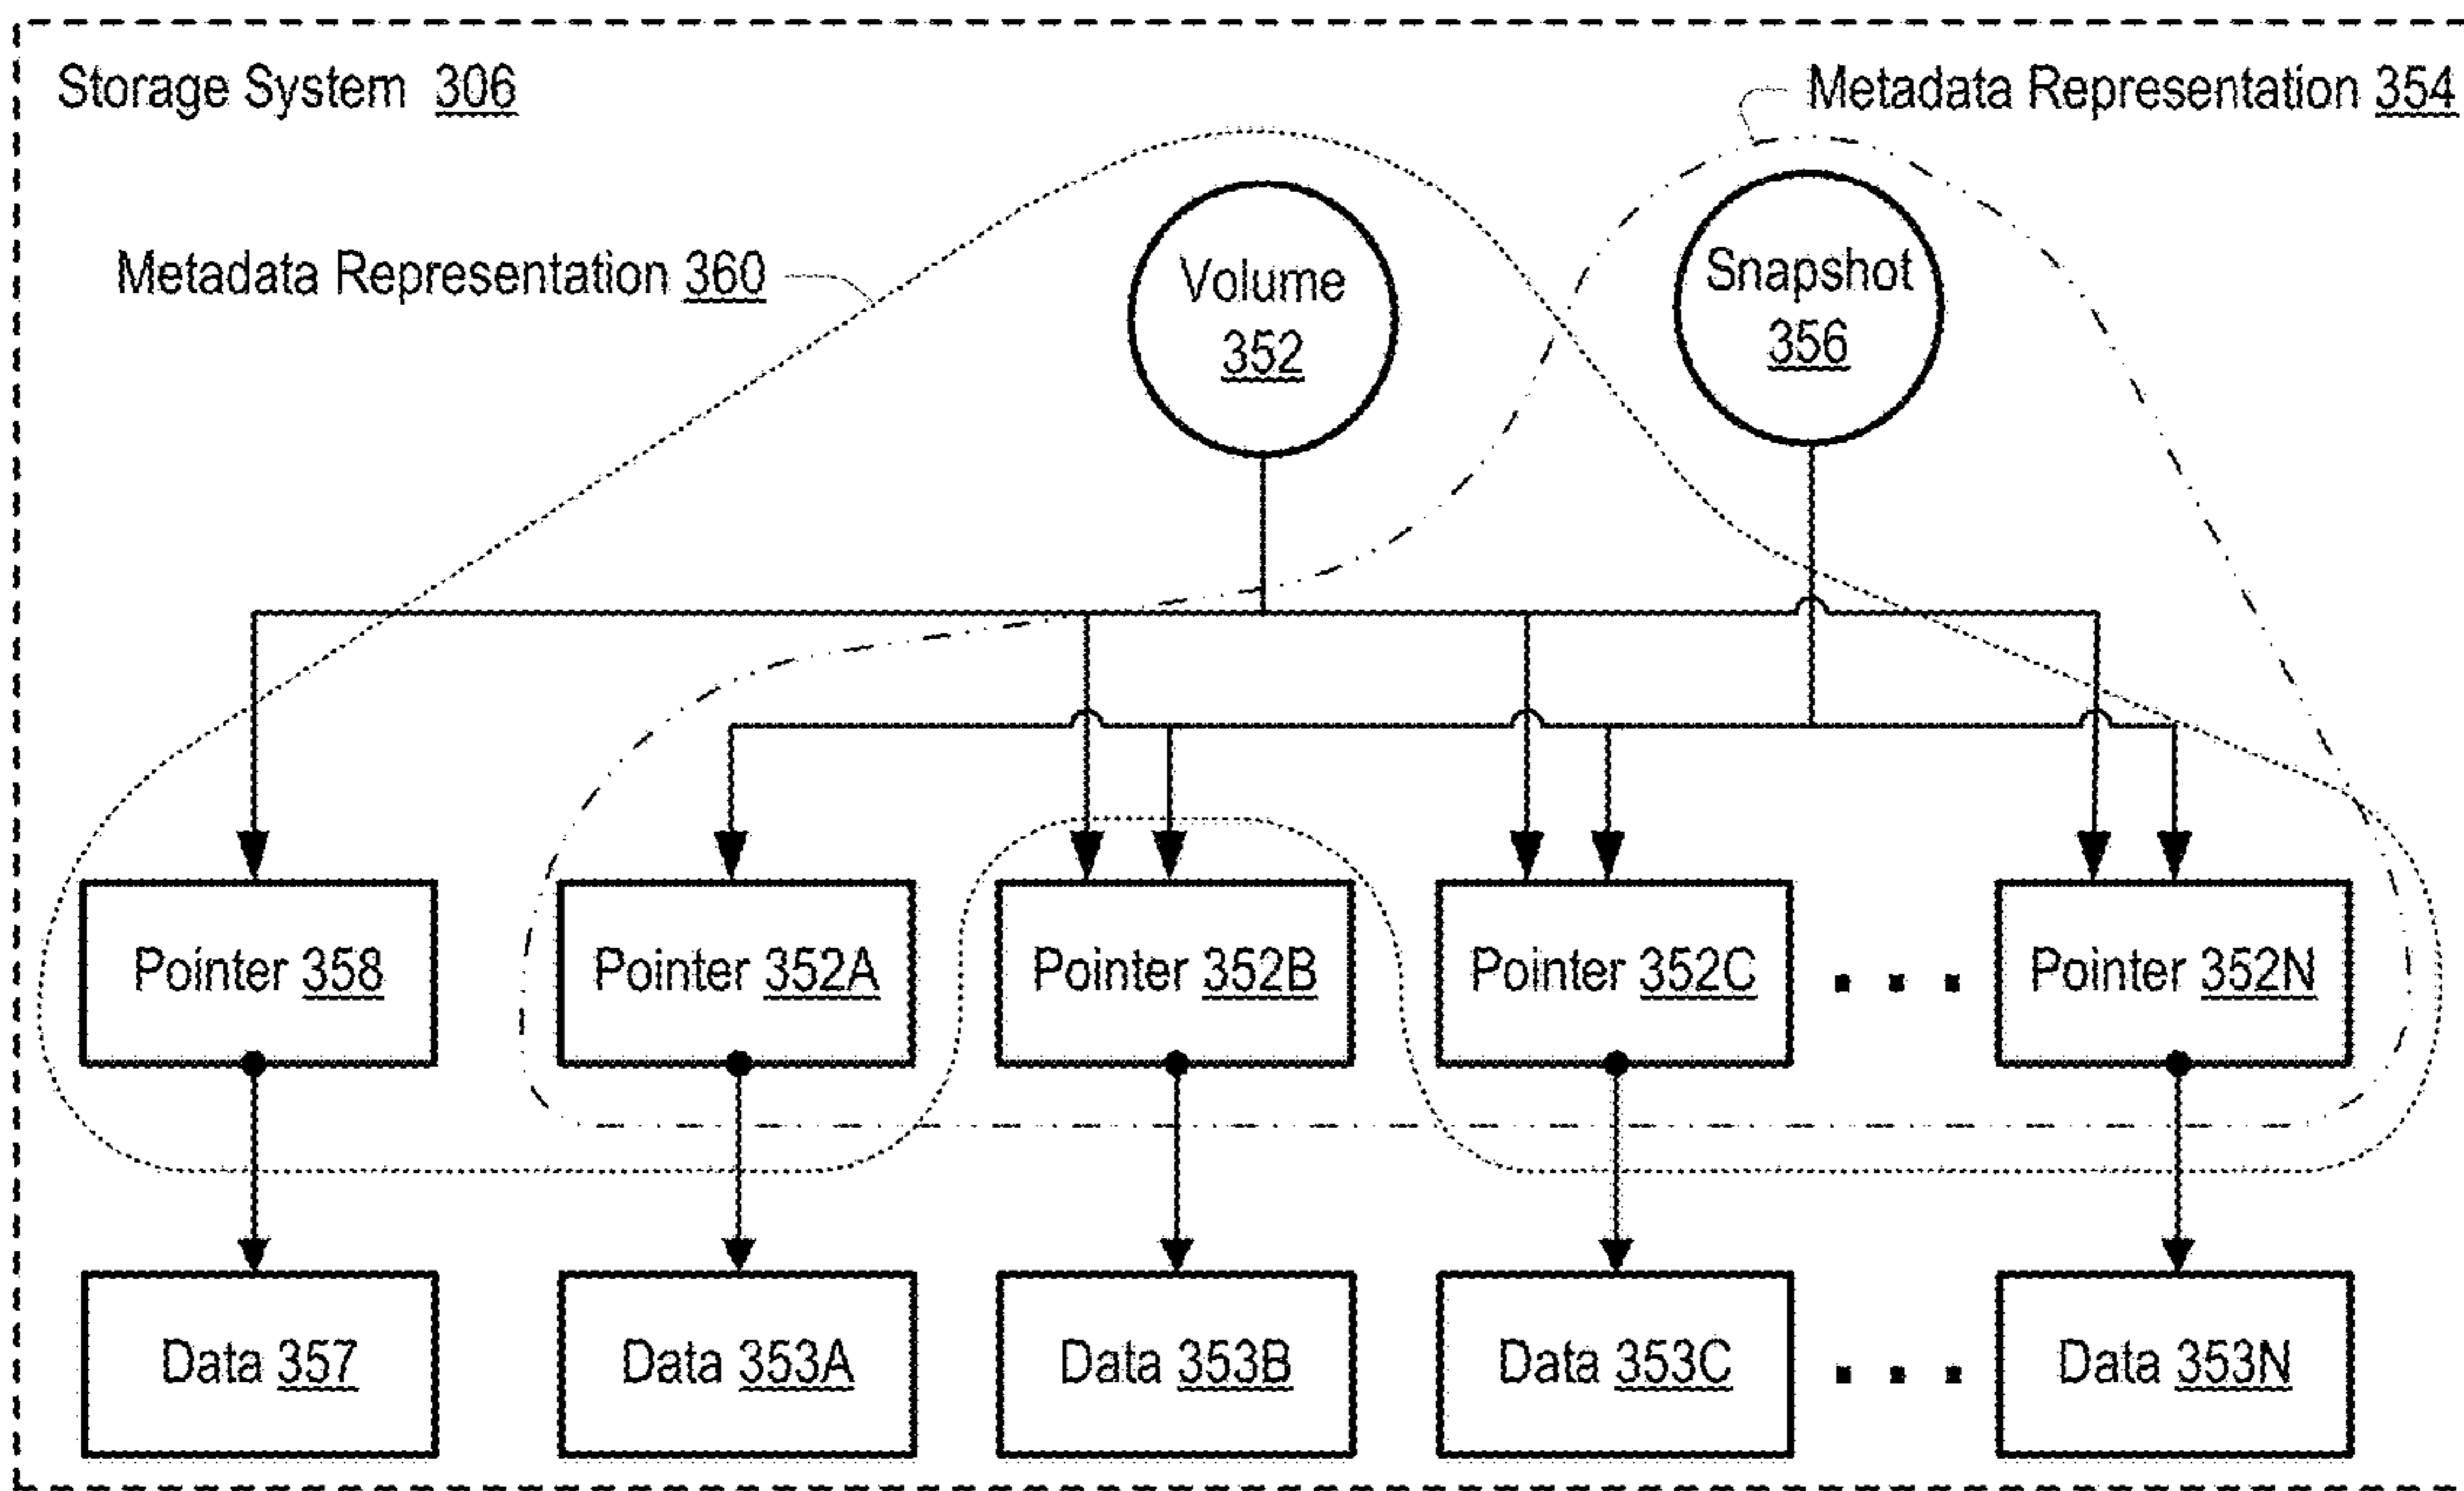 Storage System 306
Metadata Representation 354
Metadata Representation 360
Volume
352
Snapshot
356
Pointer 358
Pointer 352A
Pointer 352B
Pointer 352C
. . .
Pointer 352N
Data 357
Data 353A
Data 353B
Data 353C
. . .
Data 353N